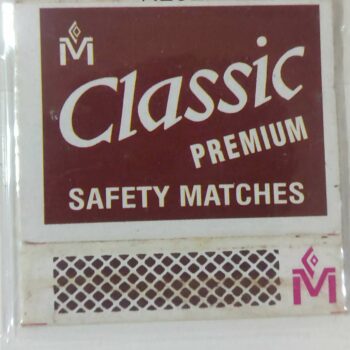 M
Classic
PREMIUM
SAFETY MATCHES
M